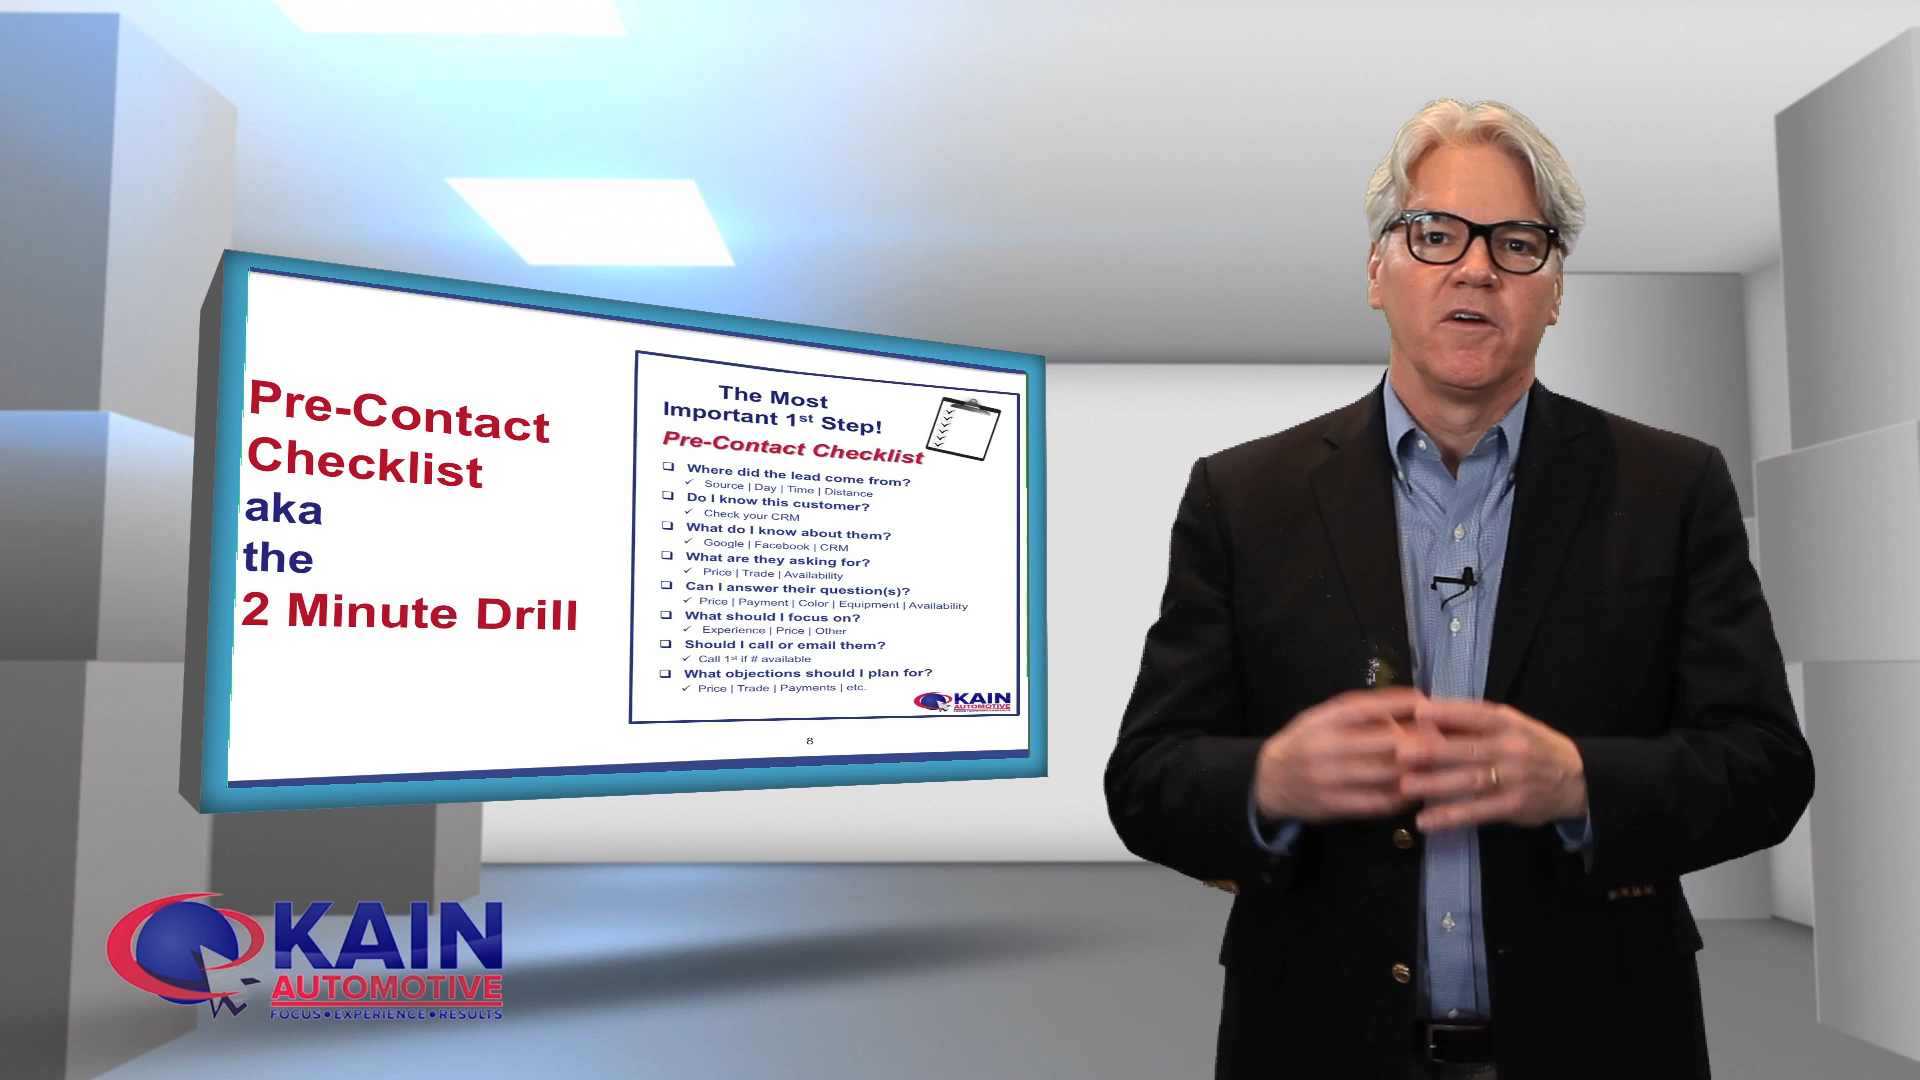 Pre-Contact
Checklist
aka
the
2 Minute Drill
The Most
Important 1st Step!
Pre-Contact Checklist
❑ Where did the lead come from?
✓ Source | Day | Time | Distance
❑ Do I know this customer?
✓ Check your CRM
❑ What do I know about them?
✓ Google | Facebook | CRM
❑ What are they asking for?
✓ Price | Trade | Availability
❑ Can I answer their question(s)?
✓ Price | Payment | Color | Equipment | Availability
❑ What should I focus on?
✓ Experience | Price | Other
❑ Should I call or email them?
✓ Call 1st if # available
❑ What objections should I plan for?
✓ Price | Trade | Payments | etc.
KAIN
AUTOMOTIVE
8
KAIN
AUTOMOTIVE
FOCUS • EXPERIENCE • RESULTS